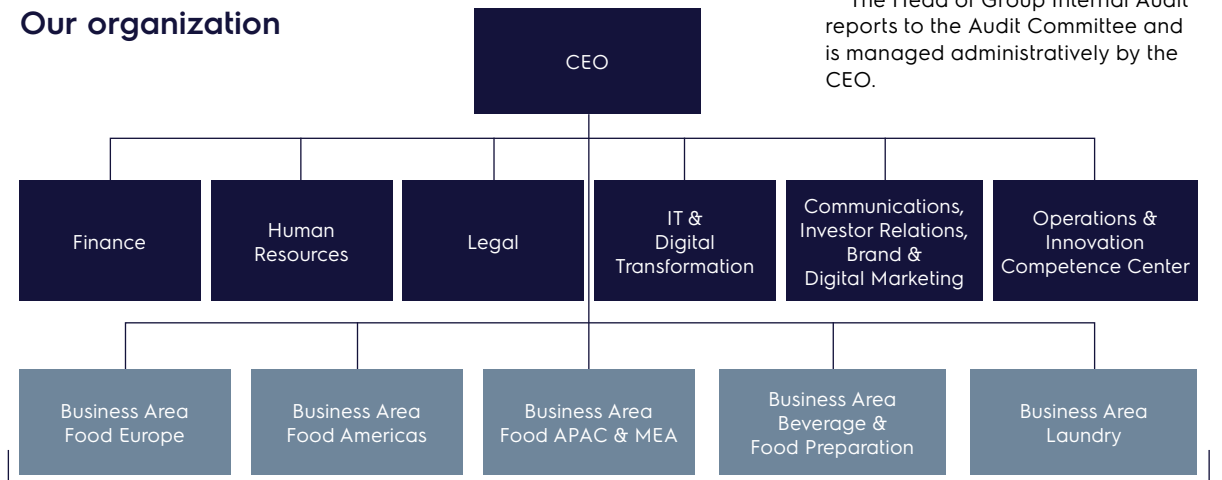 Our organization
The Head of Group Internal Audit
reports to the Audit Committee and
is managed administratively by the
CEO.
CEO
Finance
Human
Resources
Legal
IT &
Digital
Transformation
Communications,
Investor Relations,
Brand &
Digital Marketing
Operations &
Innovation
Competence Center
Business Area
Food Europe
Business Area
Food Americas
Business Area
Food APAC & MEA
Business Area
Beverage &
Food Preparation
Business Area
Laundry